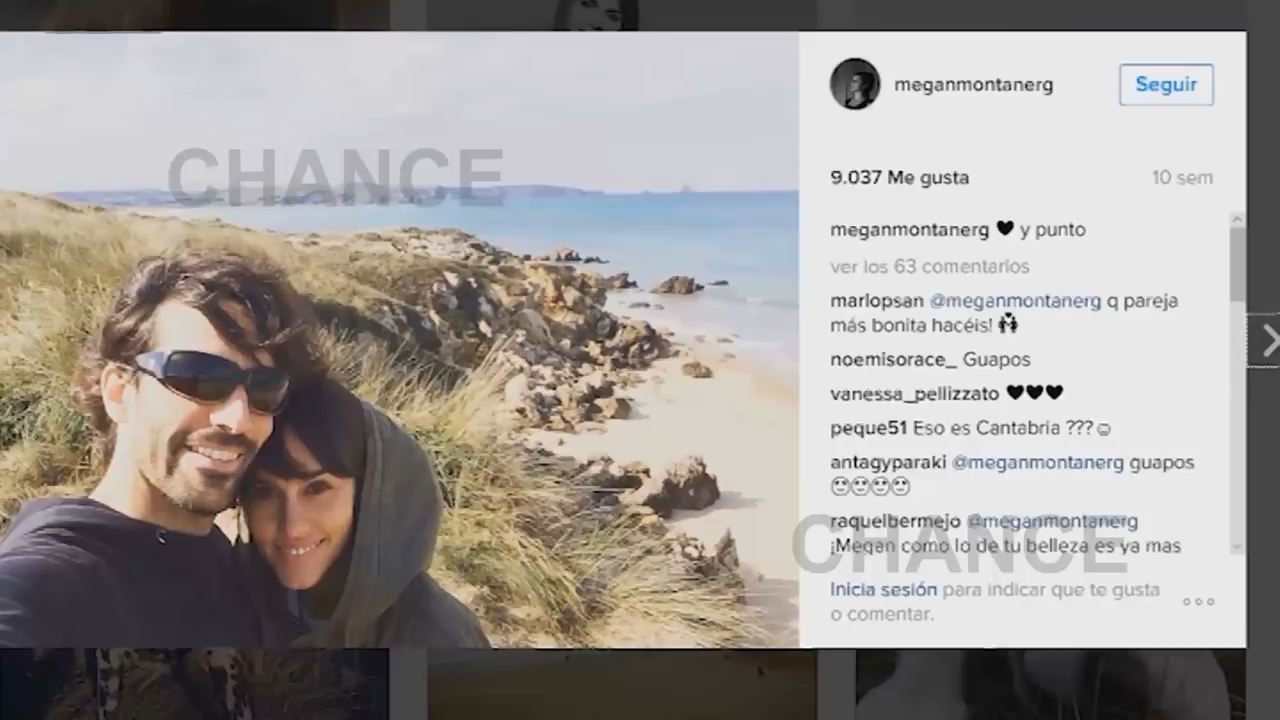 CHANCE
meganmontanerg
Seguir
9.037 Me gusta
10 sem
meganmontanerg 🖤 y punto
ver los 63 comentarios
marlopsan @meganmontanerg q pareja
más bonita hacéis! 💏
noemisorace_ Guapos
vanessa_pellizzato 🖤🖤🖤
peque51 Eso es Cantabria ???☺
antagyparaki @meganmontanerg guapos
raquelbermejo @meganmontanerg
¡Megan como lo de tu belleza es ya mas
CHANCE
Inicia sesión para indicar que te gusta
o comentar.